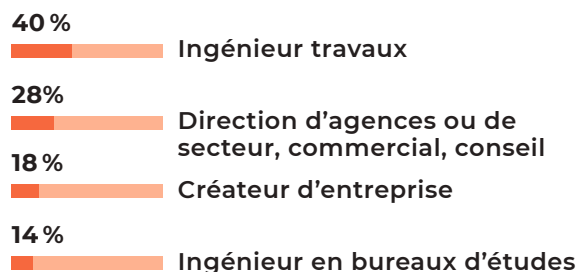 40 %
Ingénieur travaux
28%
Direction d’agences ou de
secteur, commercial, conseil
18 %
Créateur d’entreprise
14 %
Ingénieur en bureaux d’études